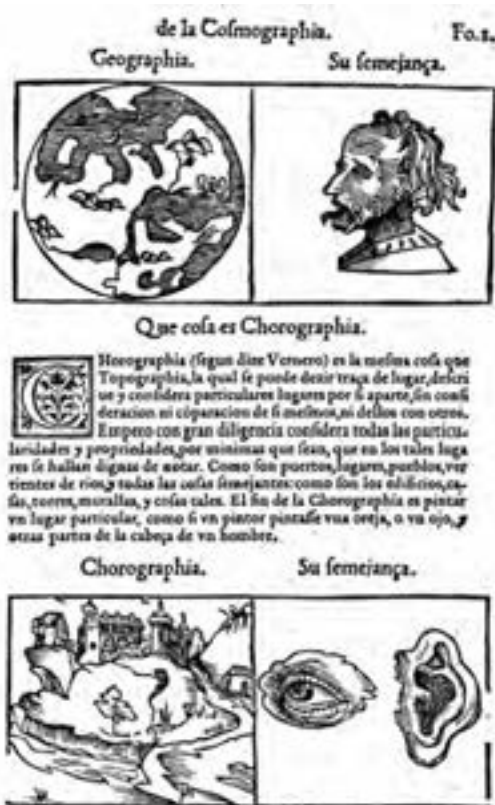 de la Coſmographia. Fo.2.
Geographia. Su ſemejança.
Que coſa es Chorographia.
CHorographia (ſegun dize Vernero) es la meſma coſa que
Topographia, la qual ſe puede dezir traça de lugar, deſcri
ue y conſidera particulares lugares por ſi aparte, ſin conſi
deracion ni cõparacion de ſi meſmos, ni deſtos con otros.
Empero con gran diligencia conſidera todas las particu-
laridades y propriedades, por minimas que ſean, que en los tales luga
res ſe hallan dignas de notar. Como ſon puertos, lugares, pueblos, ver
tientes de rios, y todas las coſas ſemejantes: como ſon los edificios, ca-
ſas, torres, murallas, y coſas tales. El fin de la Chorographia es pintar
vn lugar particular, como ſi vn pintor pintaſſe vna oreja, o vn ojo, y
otras partes de la cabeça de vn hombre.
Chorographia. Su ſemejança.